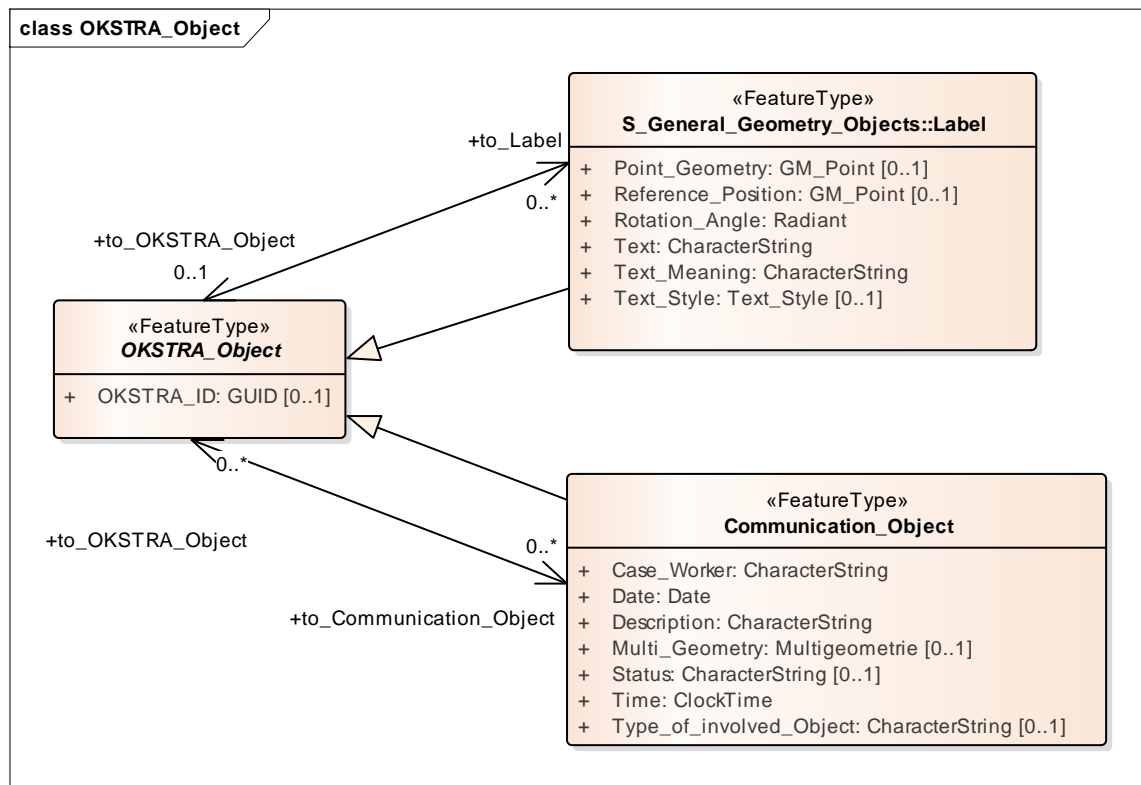 class OKSTRA_Object
«FeatureType»
S_General_Geometry_Objects::Label
+ Point_Geometry: GM_Point [0..1]
+ Reference_Position: GM_Point [0..1]
+ Rotation_Angle: Radiant
+ Text: CharacterString
+ Text_Meaning: CharacterString
+ Text_Style: Text_Style [0..1]
+to_Label
0..*
+to_OKSTRA_Object
0..1
«FeatureType»
OKSTRA_Object
+ OKSTRA_ID: GUID [0..1]
0..*
+to_OKSTRA_Object
0..*
+to_Communication_Object
«FeatureType»
Communication_Object
+ Case_Worker: CharacterString
+ Date: Date
+ Description: CharacterString
+ Multi_Geometry: Multigeometrie [0..1]
+ Status: CharacterString [0..1]
+ Time: ClockTime
+ Type_of_involved_Object: CharacterString [0..1]